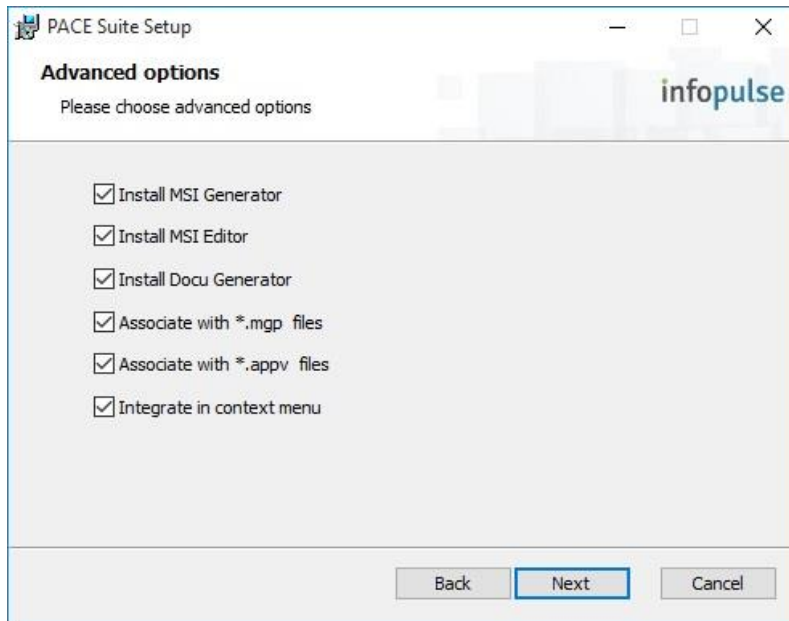 PACE Suite Setup
Advanced options
Please choose advanced options
infopulse
Install MSI Generator
Install MSI Editor
Install Docu Generator
Associate with *.mgp files
Associate with *.appv files
Integrate in context menu
Back Next Cancel